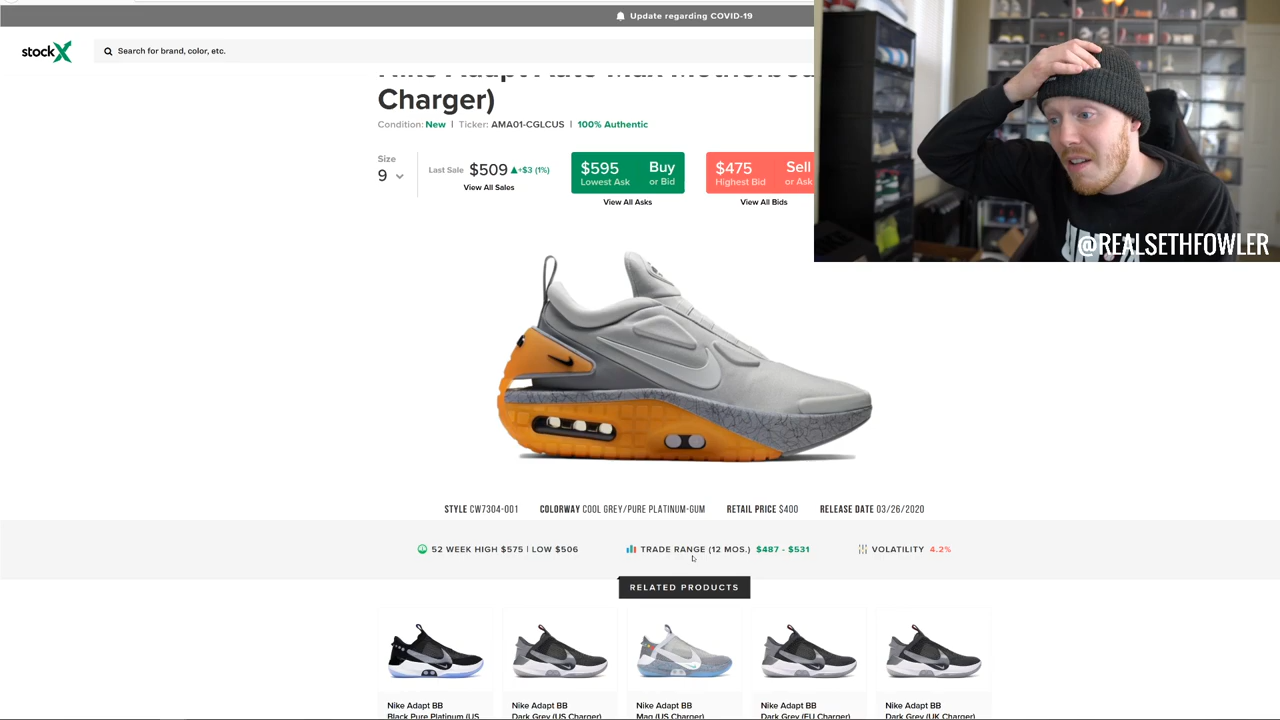 Update regarding COVID-19
stockX
Search for brand, color, etc.
Nike Adapt Auto Max Motherboard
Charger)
Condition: New | Ticker: AMA01-CGLCUS | 100% Authentic
Size
9
Last Sale $509 ▲+$3 (1%)
View All Sales
$595 Buy
Lowest Ask or Bid
View All Asks
$475 Sell
Highest Bid or Ask
View All Bids
@REALSETHFOWLER
STYLE CW7304-001 COLORWAY COOL GREY/PURE PLATINUM-GUM RETAIL PRICE $400 RELEASE DATE 03/26/2020
52 WEEK HIGH $575 | LOW $506 TRADE RANGE (12 MOS.) $487 - $531 VOLATILITY 4.2%
RELATED PRODUCTS
Nike Adapt BB
Black Pure Platinum (US
Nike Adapt BB
Dark Grey (US Charger)
Nike Adapt BB
Mag (US Charger)
Nike Adapt BB
Dark Grey (EU Charger)
Nike Adapt BB
Dark Grey (UK Charger)